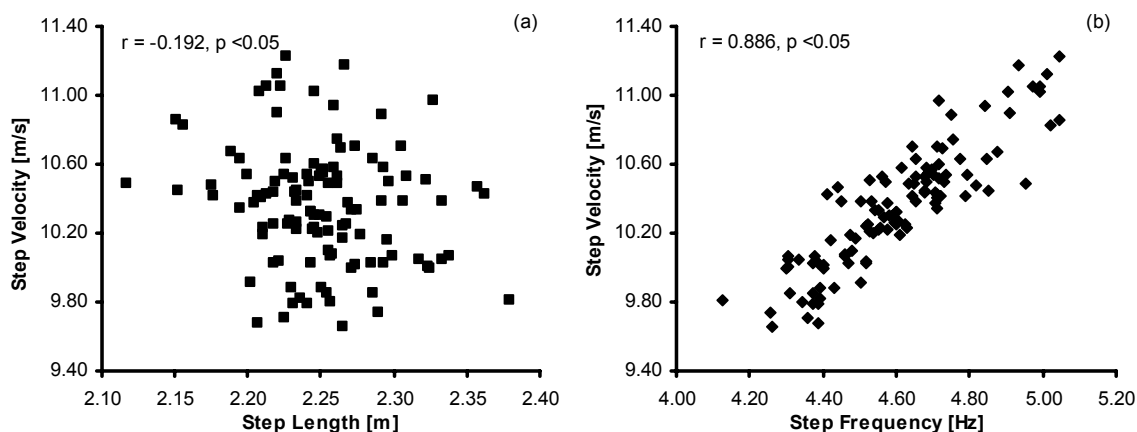 (a)
r = -0.192, p <0.05
11.40
11.00
10.60
10.20
9.80
9.40
Step Velocity [m/s]
2.10 2.15 2.20 2.25 2.30 2.35 2.40
Step Length [m]
(b)
r = 0.886, p <0.05
11.40
11.00
10.60
10.20
9.80
9.40
Step Velocity [m/s]
4.00 4.20 4.40 4.60 4.80 5.00 5.20
Step Frequency [Hz]